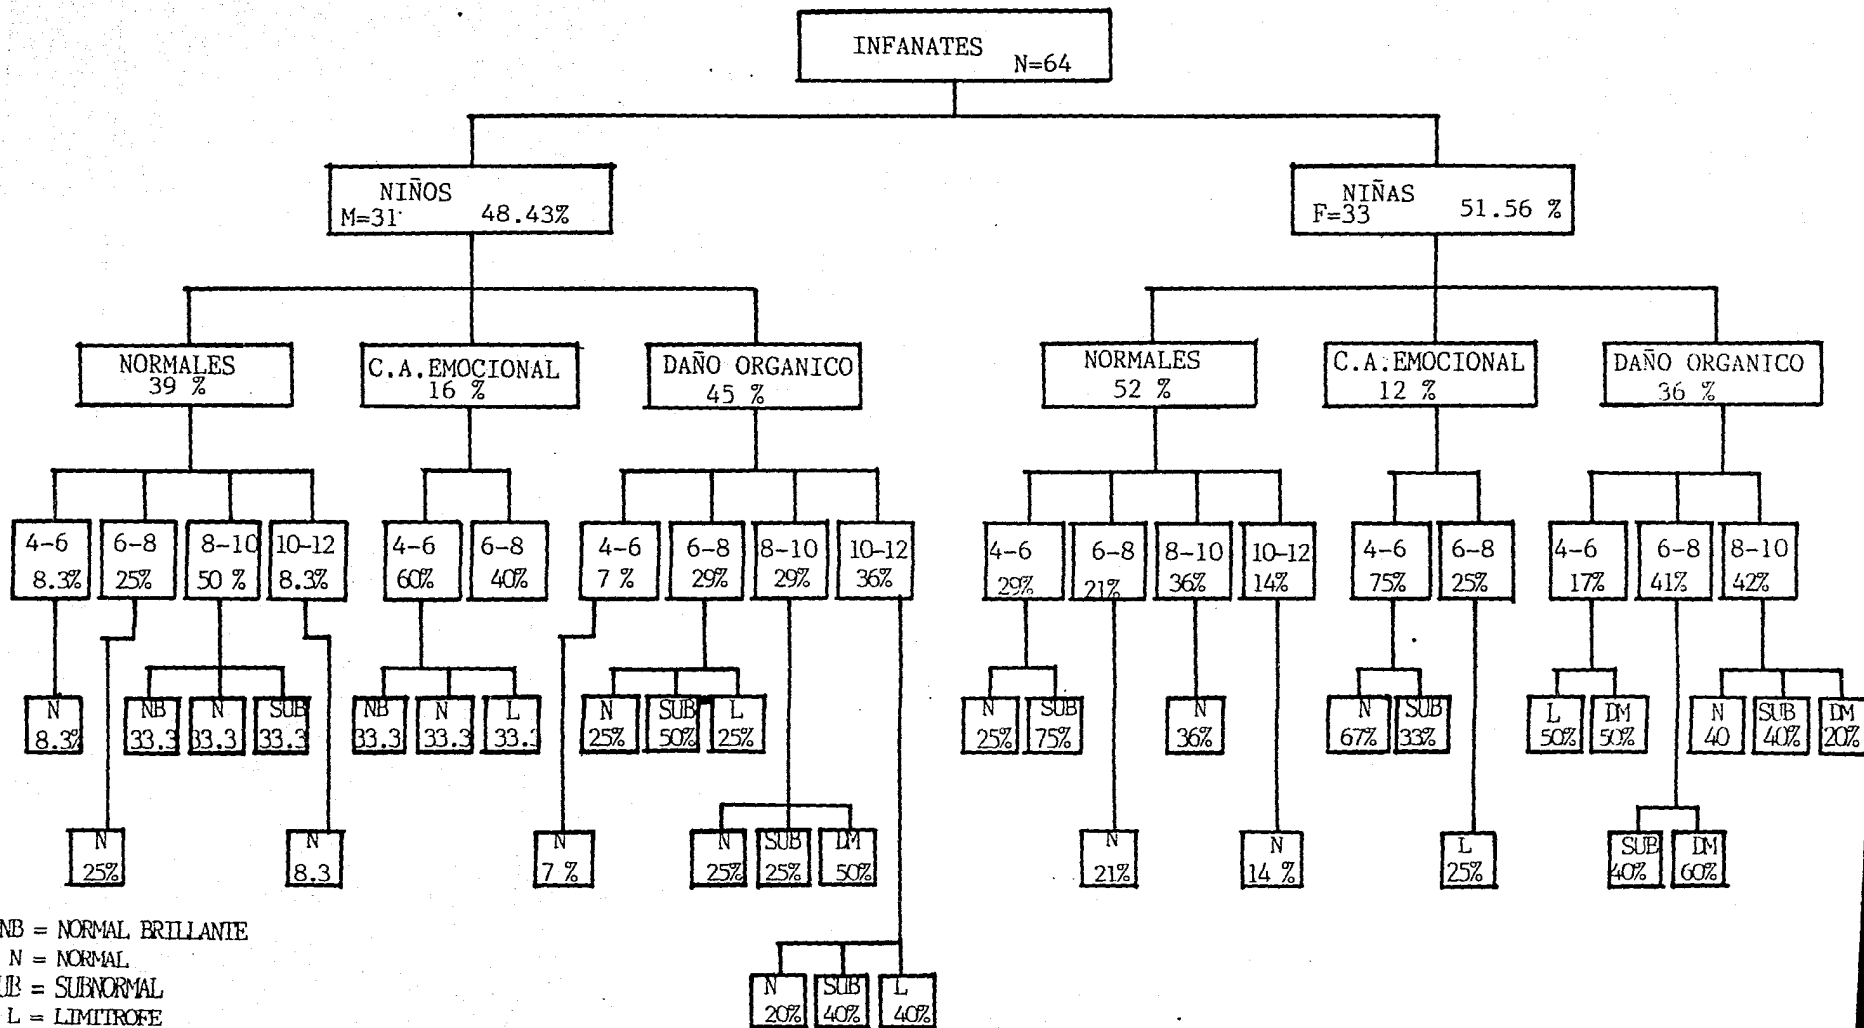 INFANATES
N=64
NIÑOS
M=31 48.43%
NIÑAS
F=33 51.56 %
NORMALES
39 %
C.A.EMOCIONAL
16 %
DAÑO ORGANICO
45 %
NORMALES
52 %
C.A.EMOCIONAL
12 %
DAÑO ORGANICO
36 %
4-6
8.3%
6-8
25%
8-10
50 %
10-12
8.3%
4-6
60%
6-8
40%
4-6
7 %
6-8
29%
8-10
29%
10-12
36%
4-6
29%
6-8
21%
8-10
36%
10-12
14%
4-6
75%
6-8
25%
4-6
17%
6-8
41%
8-10
42%
N
8.3%
NB
33.3
N
33.3
SUB
33.3
NB
33.3
N
33.3
L
33.3
N
25%
SUB
50%
L
25%
N
25%
SUB
75%
N
36%
N
67%
SUB
33%
L
50%
DM
50%
N
40
SUB
40%
DM
20%
N
25%
N
8.3
N
7 %
N
25%
SUB
25%
DM
50%
N
21%
N
14 %
L
25%
SUB
40%
DM
60%
N
20%
SUB
40%
L
40%
NB = NORMAL BRILLANTE
N = NORMAL
UB = SUBNORMAL
L = LIMITROFE